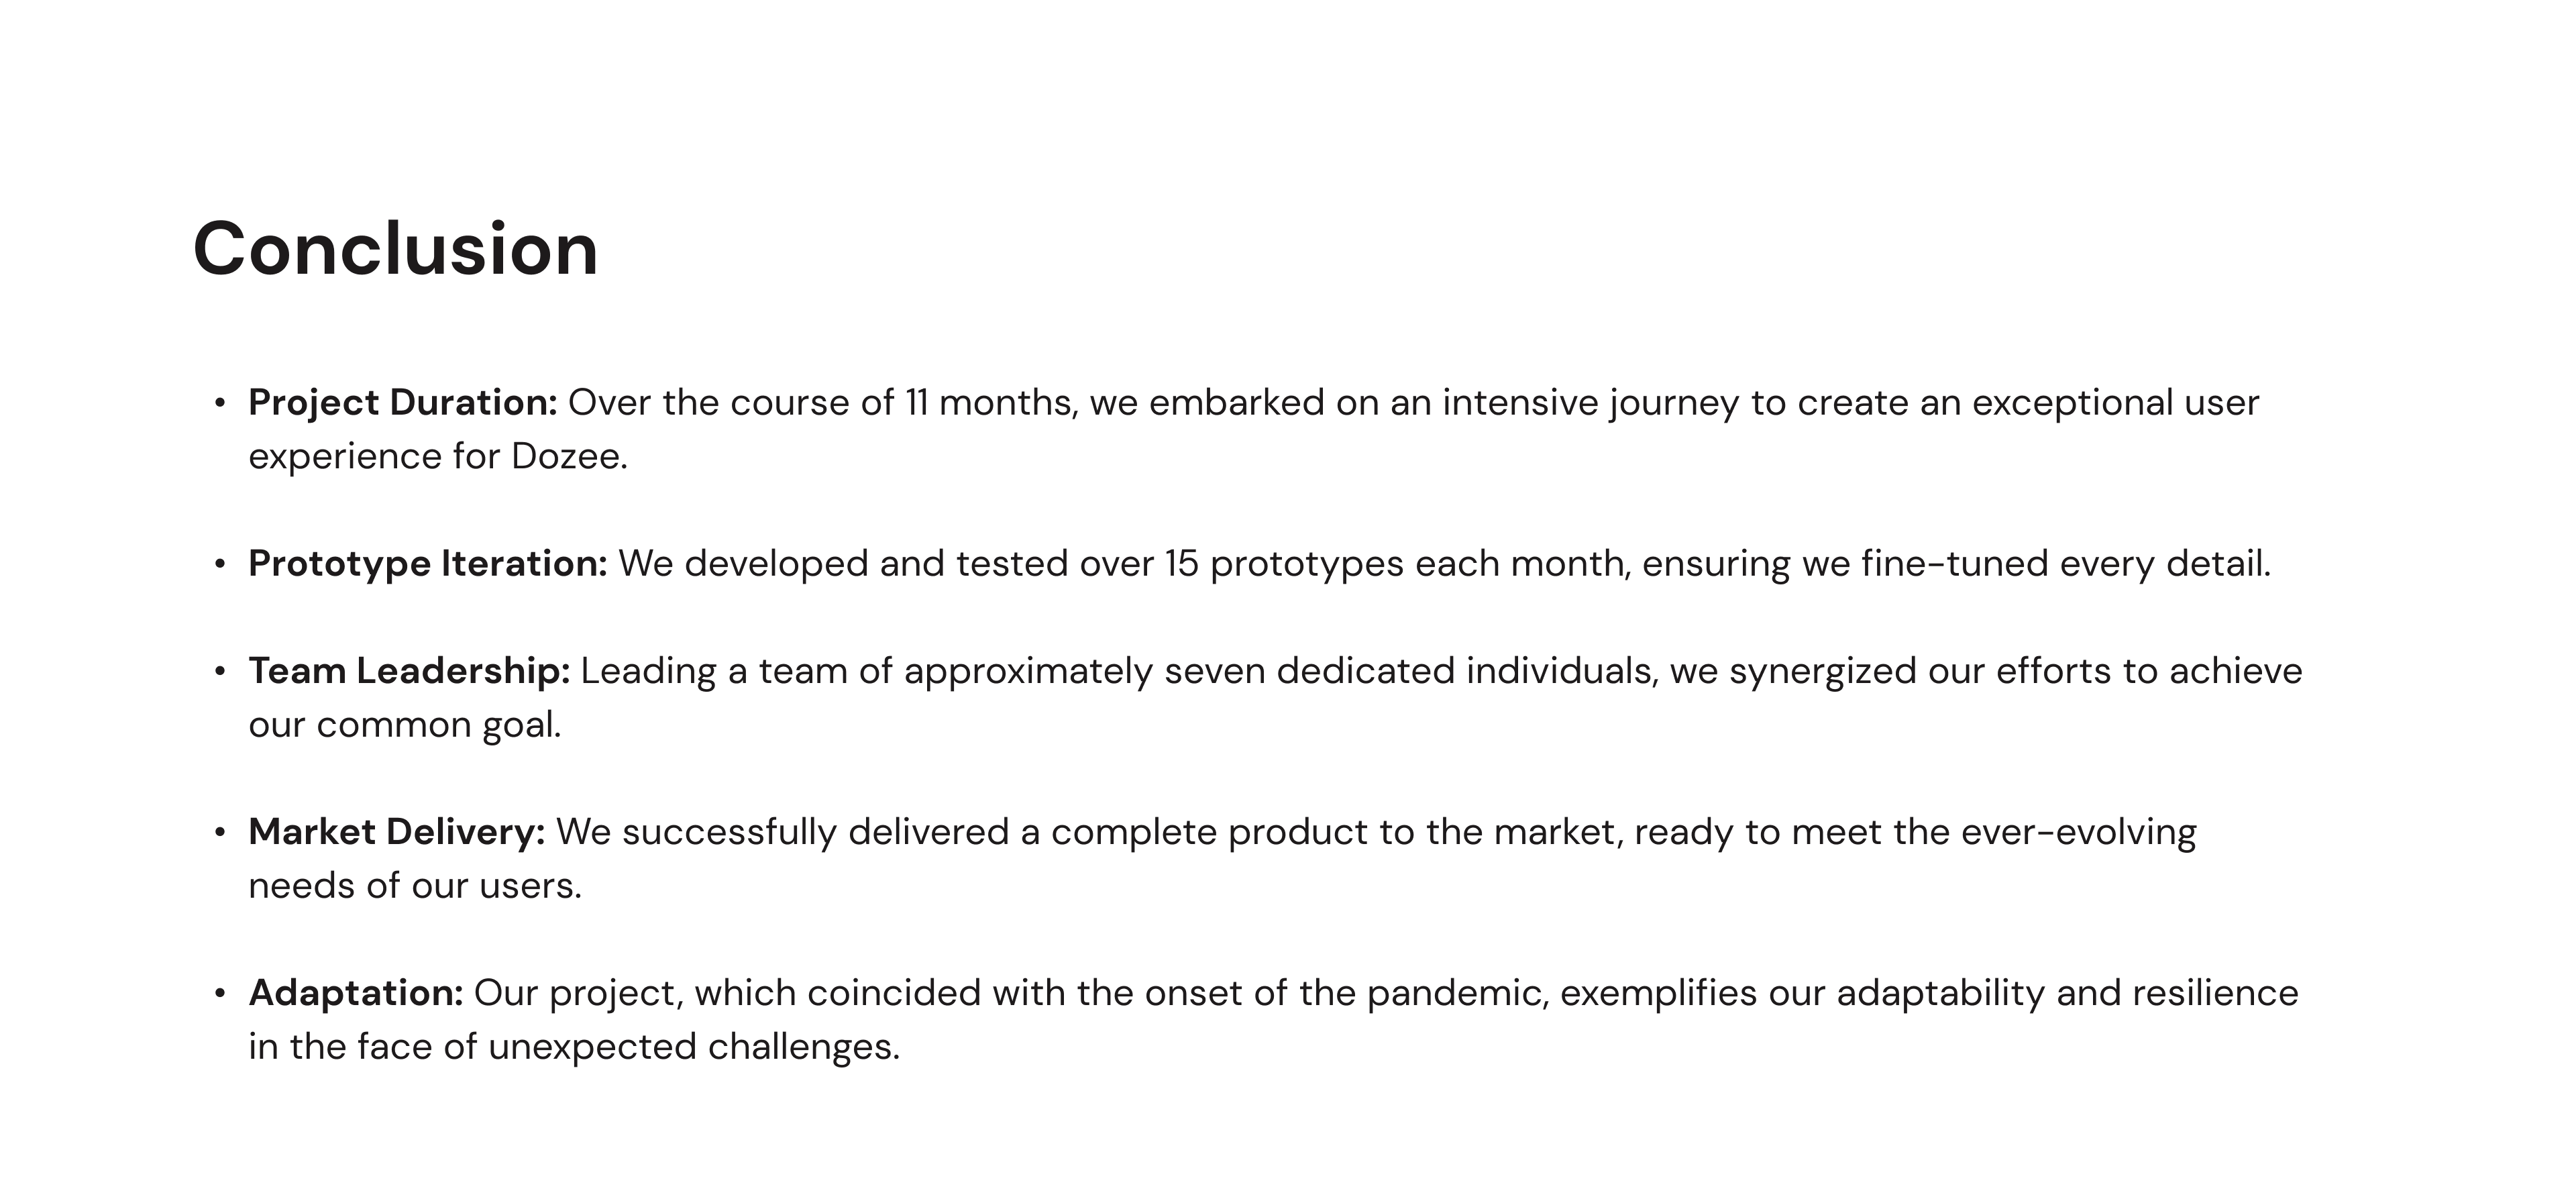 Conclusion
• Project Duration: Over the course of 11 months, we embarked on an intensive journey to create an exceptional user
experience for Dozee.
• Prototype Iteration: We developed and tested over 15 prototypes each month, ensuring we fine-tuned every detail.
• Team Leadership: Leading a team of approximately seven dedicated individuals, we synergized our efforts to achieve
our common goal.
• Market Delivery: We successfully delivered a complete product to the market, ready to meet the ever-evolving
needs of our users.
• Adaptation: Our project, which coincided with the onset of the pandemic, exemplifies our adaptability and resilience
in the face of unexpected challenges.